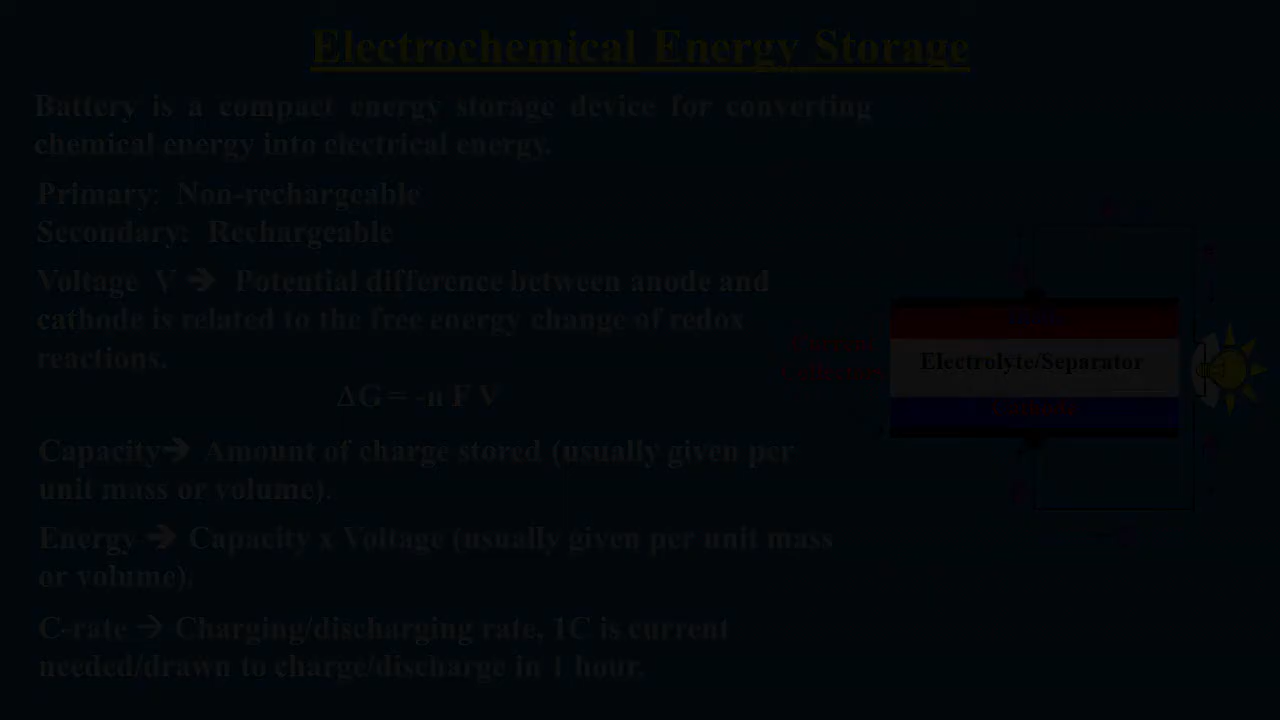 Electrochemical Energy Storage
Battery is a compact energy storage device for converting
chemical energy into electrical energy.
Primary: Non-rechargeable
Secondary: Rechargeable
Voltage V ➔ Potential difference between anode and
cathode is related to the free energy change of redox
reactions.
ΔG = -n F V
Capacity➔ Amount of charge stored (usually given per
unit mass or volume).
Energy ➔ Capacity x Voltage (usually given per unit mass
or volume).
C-rate → Charging/discharging rate, 1C is current
needed/drawn to charge/discharge in 1 hour.
Current
Collectors
Electrolyte/Separator
Cathode